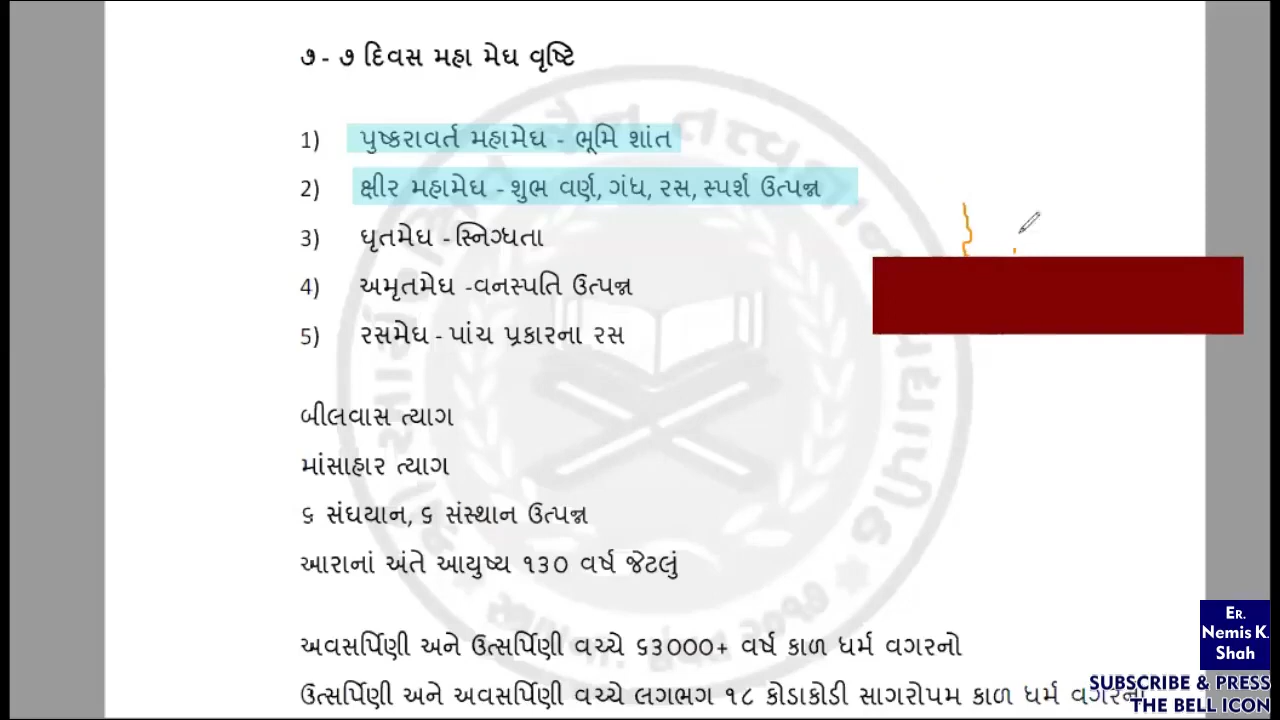 ૭ - ૭ દિવસ મહા મેઘ વૃષ્ટિ
1) પુષ્કરાવર્ત મહામેઘ - ભૂમિ શાંત
2) ક્ષીર મહામેઘ - શુભ વર્ણ, ગંધ, રસ, સ્પર્શ ઉત્પન્ન
3) ઘૃતમેઘ - સ્નિગ્ધતા
4) અમૃતમેઘ -વનસ્પતિ ઉત્પન્ન
5) રસમેઘ - પાંચ પ્રકારના રસ
બીલવાસ ત્યાગ
માંસાહાર ત્યાગ
૬ સંઘયાન, ૬ સંસ્થાન ઉત્પન્ન
આરાનાં અંતે આયુષ્ય ૧૩૦ વર્ષ જેટલું
અવસર્પિણી અને ઉત્સર્પિણી વચ્ચે ૬૩૦૦૦+ વર્ષ કાળ ધર્મ વગરનો
ઉત્સર્પિણી અને અવસર્પિણી વચ્ચે લગભગ ૧૮ કોડાકોડી સાગરોપમ કાળ ધર્મ વગરનો
ER.
NEMIS K.
SHAH
SUBSCRIBE & PRESS
THE BELL ICON